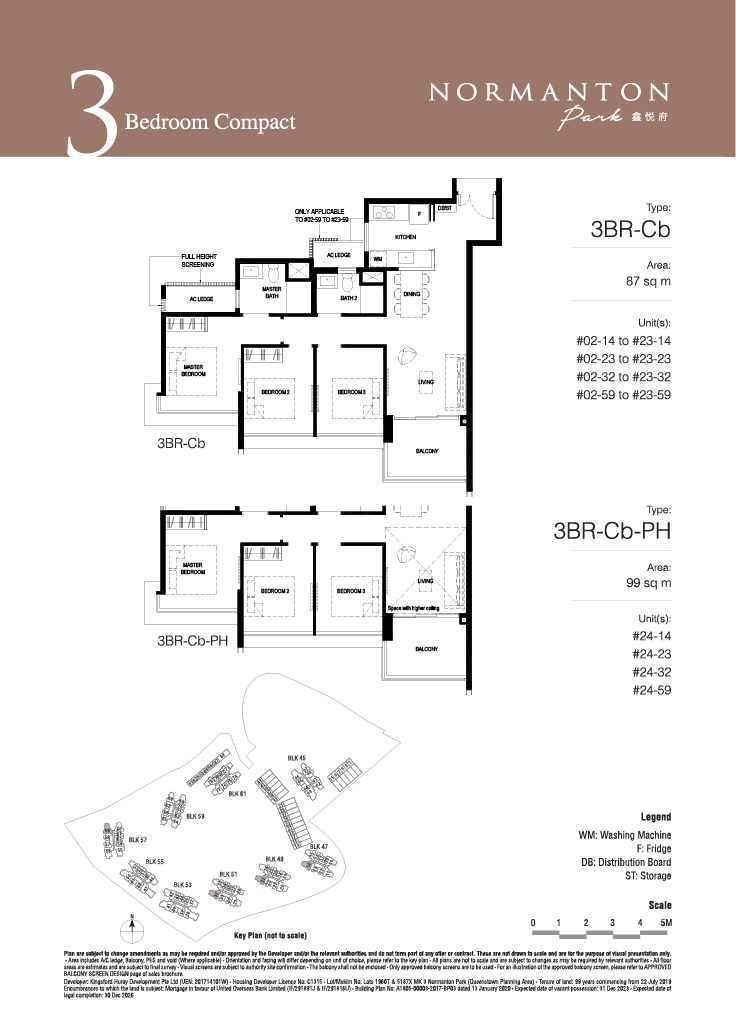 3 Bedroom Compact
NORMANTON
Park 鑫悦府
Type:
3BR-Cb
Area:
87 sq m
Unit(s):
#02-14 to #23-14
#02-23 to #23-23
#02-32 to #23-32
#02-59 to #23-59
ONLY APPLICABLE
TO #02-59 TO #23-59
DB/ST
F
KITCHEN
FULL HEIGHT
SCREENING
AC LEDGE
WM
MASTER
BATH
AC LEDGE
BATH 2
DINING
MASTER
BEDROOM
BEDROOM 2
BEDROOM 3
LIVING
BALCONY
3BR-Cb
Type:
3BR-Cb-PH
Area:
99 sq m
Unit(s):
#24-14
#24-23
#24-32
#24-59
MASTER
BEDROOM
BEDROOM 2
BEDROOM 3
LIVING
Space with higher ceiling
BALCONY
3BR-Cb-PH
BLK 45
BLK 61
BLK 59
BLK 57
BLK 55
BLK 53
BLK 51
BLK 49
BLK 47
N
Key Plan (not to scale)
Legend
WM: Washing Machine
F: Fridge
DB: Distribution Board
ST: Storage
Scale
0 1 2 3 4 5M
Plan are subject to change amendments as may be required and/or approved by the Developer and/or the relevant authorities and do not form part of any offer or contract. These are not drawn to scale and are for the purpose of visual presentation only.
- Area includes A/C ledge, Balcony, PES and void (Where applicable) - Orientation and facing will differ depending on unit of choice, please refer to the key plan - All plans are not to scale and are subject to changes as may be required by relevant authorities - All floor
areas are estimates and are subject to final survey - Visual screens are subject to authority site confirmation - The balcony shall not be enclosed - Only approved balcony screens are to be used - For an illustration of the approved balcony screen, please refer to APPROVED
BALCONY SCREEN DESIGN page of sales brochure.
Developer: Kingsford Huray Development Pte Ltd (UEN: 201714101W) - Housing Developer Licence No: C1315 - Lot/Mukim No: Lots 1960T & 5187X MK 3 Normanton Park (Queenstown Planning Area) - Tenure of land: 99 years commencing from 22 July 2019
Encumbrances to which the land is subject: Mortgage in favour of United Overseas Bank Limited (IF/291891J & IF/291816U) - Building Plan No: A1805-00003-2017-BP03 dated 13 January 2020 - Expected date of vacant possession: 31 Dec 2023 - Expected date of
legal completion: 30 Dec 2026